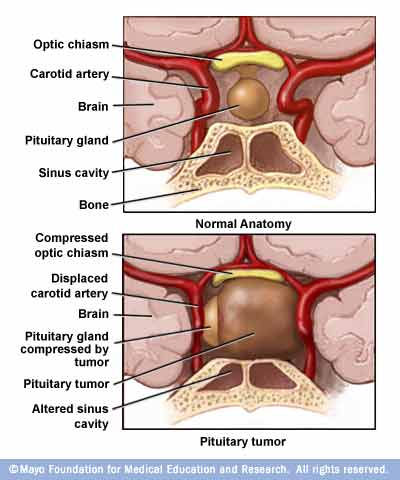 Optic chiasm
Carotid artery
Brain
Pituitary gland
Sinus cavity
Bone
Normal Anatomy
Compressed
optic chiasm
Displaced
carotid artery
Brain
Pituitary gland
compressed by
tumor
Pituitary tumor
Altered sinus
cavity
Pituitary tumor
©Mayo Foundation for Medical Education and Research. All rights reserved.